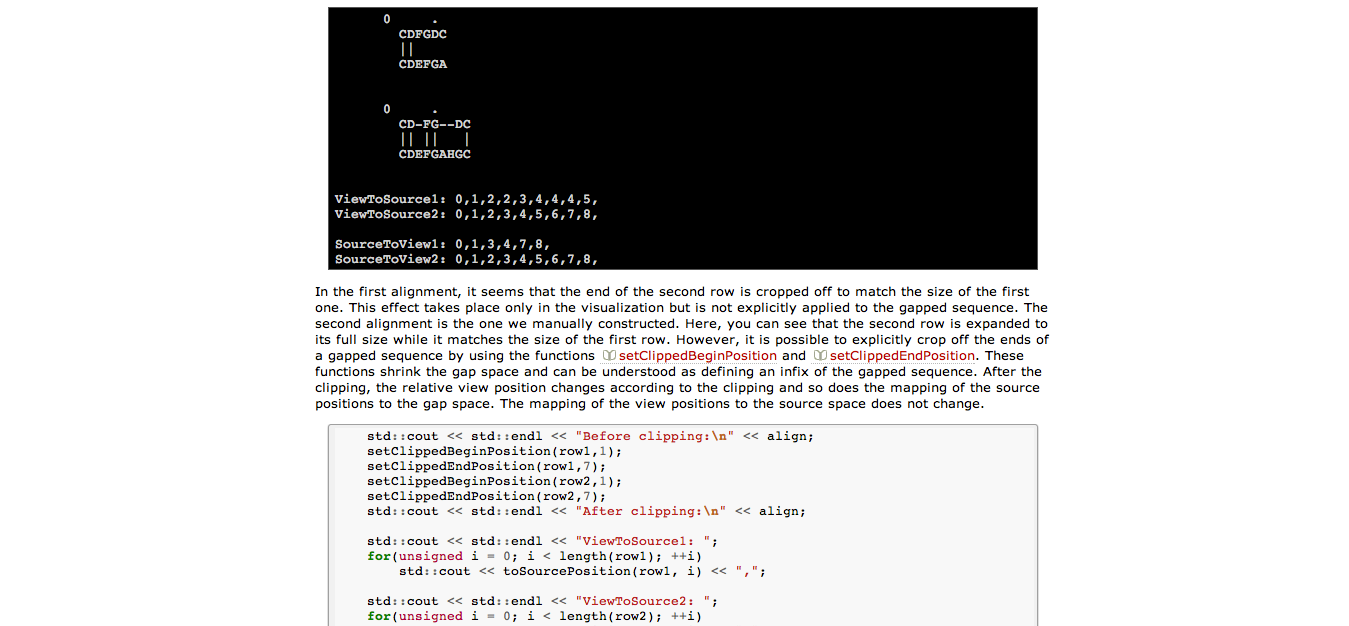 0     .
CDFGDC
||
CDEFGA
0     .
CD-FG--DC
|| ||   |
CDEFGAHGC
ViewToSource1: 0,1,2,2,3,4,4,4,5,
ViewToSource2: 0,1,2,3,4,5,6,7,8,
SourceToView1: 0,1,3,4,7,8,
SourceToView2: 0,1,2,3,4,5,6,7,8,
In the first alignment, it seems that the end of the second row is cropped off to match the size of the first
one. This effect takes place only in the visualization but is not explicitly applied to the gapped sequence. The
second alignment is the one we manually constructed. Here, you can see that the second row is expanded to
its full size while it matches the size of the first row. However, it is possible to explicitly crop off the ends of
a gapped sequence by using the functions setClippedBeginPosition and setClippedEndPosition. These
functions shrink the gap space and can be understood as defining an infix of the gapped sequence. After the
clipping, the relative view position changes according to the clipping and so does the mapping of the source
positions to the gap space. The mapping of the view positions to the source space does not change.
std::cout << std::endl << "Before clipping:\n" << align;
setClippedBeginPosition(row1,1);
setClippedEndPosition(row1,7);
setClippedBeginPosition(row2,1);
setClippedEndPosition(row2,7);
std::cout << std::endl << "After clipping:\n" << align;
std::cout << std::endl << "ViewToSource1: ";
for(unsigned i = 0; i < length(row1); ++i)
std::cout << toSourcePosition(row1, i) << ",";
std::cout << std::endl << "ViewToSource2: ";
for(unsigned i = 0; i < length(row2); ++i)